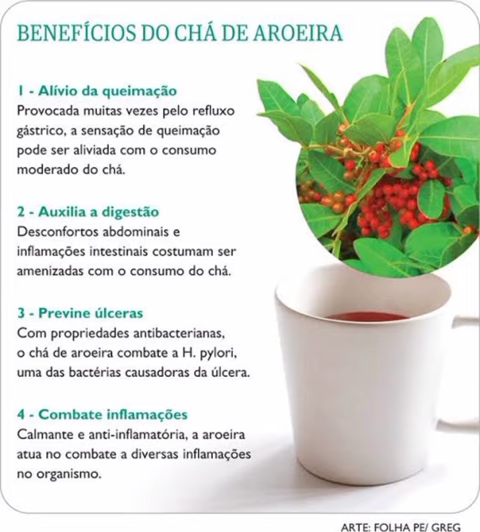 BENEFÍCIOS DO CHÁ DE AROEIRA
1 - Alívio da queimação
Provocada muitas vezes pelo refluxo
gástrico, a sensação de queimação
pode ser aliviada com o consumo
moderado do chá.
2 - Auxilia a digestão
Desconfortos abdominais e
inflamações intestinais costumam ser
amenizadas com o consumo do chá.
3 - Previne úlceras
Com propriedades antibacterianas,
o chá de aroeira combate a H. pylori,
uma das bactérias causadoras da úlcera.
4 - Combate inflamações
Calmante e anti-inflamatória, a aroeira
atua no combate a diversas inflamações
no organismo.
ARTE: FOLHA PE/ GREG